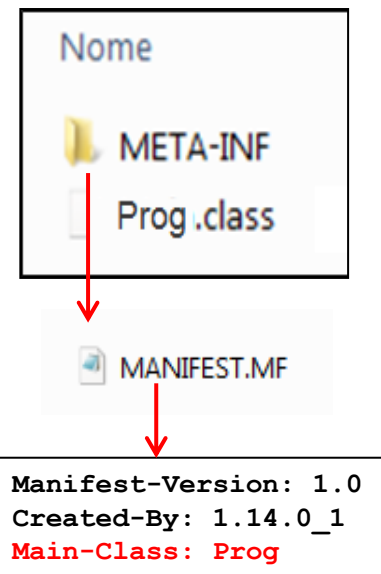 Nome
META-INF
Prog .class
MANIFEST.MF
Manifest-Version: 1.0
Created-By: 1.14.0_1
Main-Class: Prog